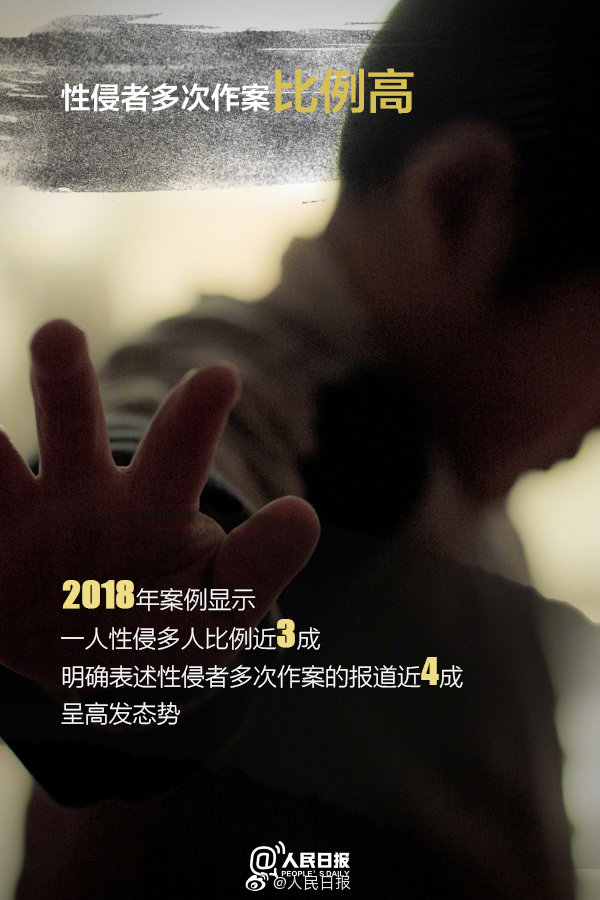 性侵者多次作案比例高
2018年案例显示
一人性侵多人比例近3成
明确表述性侵者多次作案的报道近4成
呈高发态势
@人民日报
PEOPLE'S DAILY
@人民日报